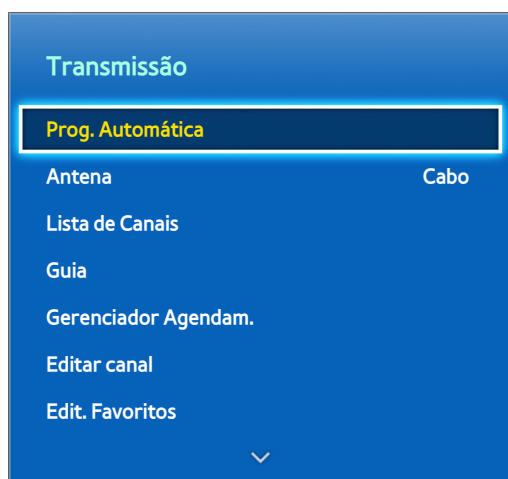 Transmissão
Prog. Automática
Antena Cabo
Lista de Canais
Guia
Gerenciador Agendam.
Editar canal
Edit. Favoritos